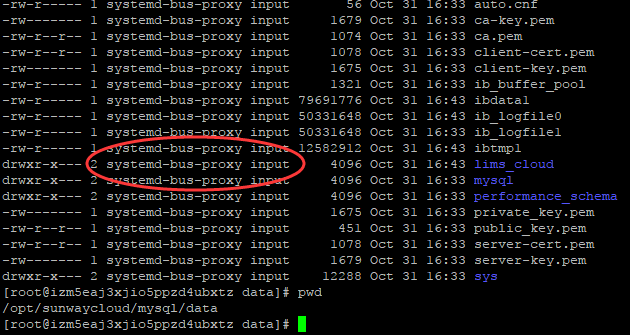 -rw-r----- 1 systemd-bus-proxy input 56 Oct 31 16:33 auto.cnf
-rw------- 1 systemd-bus-proxy input 1679 Oct 31 16:33 ca-key.pem
-rw-r--r-- 1 systemd-bus-proxy input 1074 Oct 31 16:33 ca.pem
-rw-r--r-- 1 systemd-bus-proxy input 1078 Oct 31 16:33 client-cert.pem
-rw------- 1 systemd-bus-proxy input 1675 Oct 31 16:33 client-key.pem
-rw-r----- 1 systemd-bus-proxy input 1321 Oct 31 16:33 ib_buffer_pool
-rw-r----- 1 systemd-bus-proxy input 79691776 Oct 31 16:43 ibdata1
-rw-r----- 1 systemd-bus-proxy input 50331648 Oct 31 16:43 ib_logfile0
-rw-r----- 1 systemd-bus-proxy input 50331648 Oct 31 16:33 ib_logfile1
-rw-r----- 1 systemd-bus-proxy input 12582912 Oct 31 16:43 ibtmp1
drwxr-x--- 2 systemd-bus-proxy input 4096 Oct 31 16:43 lims_cloud
drwxr-x--- 2 systemd-bus-proxy input 4096 Oct 31 16:33 mysql
drwxr-x--- 2 systemd-bus-proxy input 4096 Oct 31 16:33 performance_schema
-rw------- 1 systemd-bus-proxy input 1675 Oct 31 16:33 private_key.pem
-rw-r--r-- 1 systemd-bus-proxy input 451 Oct 31 16:33 public_key.pem
-rw-r--r-- 1 systemd-bus-proxy input 1078 Oct 31 16:33 server-cert.pem
-rw------- 1 systemd-bus-proxy input 1679 Oct 31 16:33 server-key.pem
drwxr-x--- 2 systemd-bus-proxy input 12288 Oct 31 16:33 sys
[root@izm5eaj3xjio5ppzd4ubxtz data]# pwd
/opt/sunwaycloud/mysql/data
[root@izm5eaj3xjio5ppzd4ubxtz data]#